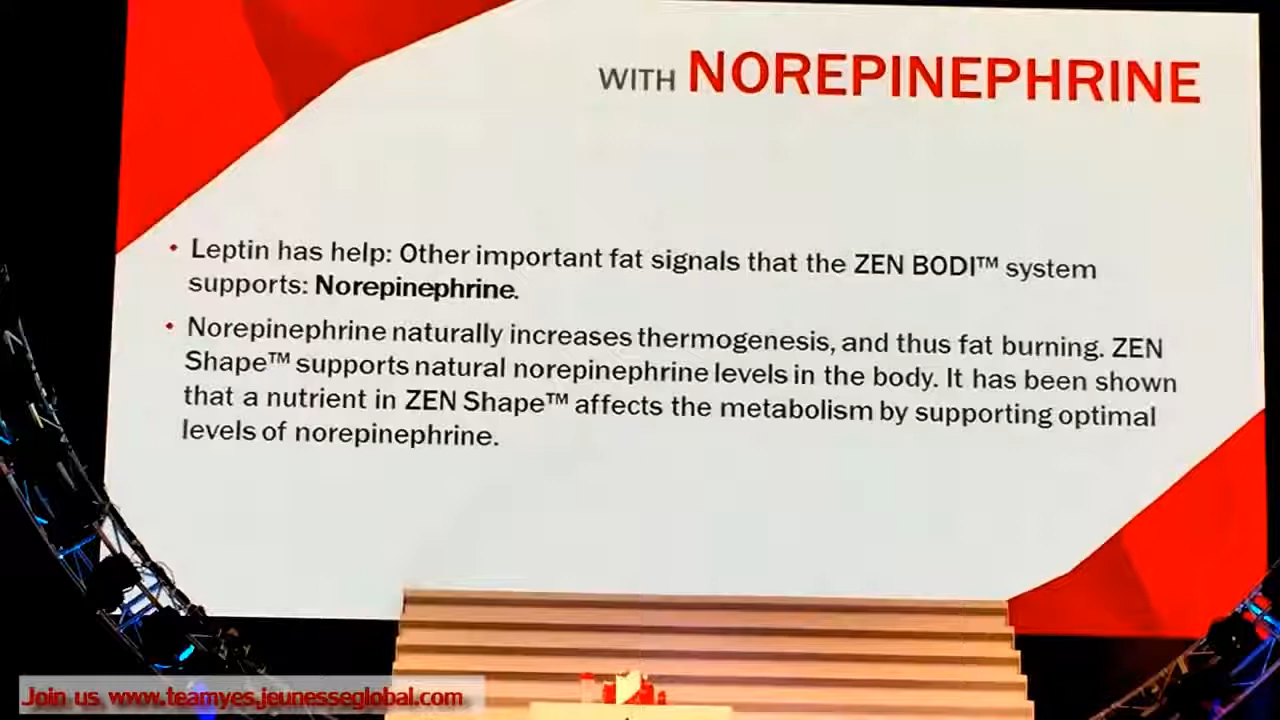 WITH NOREPINEPHRINE
• Leptin has help: Other important fat signals that the ZEN BODI™ system
supports: Norepinephrine.
• Norepinephrine naturally increases thermogenesis, and thus fat burning. ZEN
Shape™ supports natural norepinephrine levels in the body. It has been shown
that a nutrient in ZEN Shape™ affects the metabolism by supporting optimal
levels of norepinephrine.
Join us www.teamyes.jeunesseglobal.com